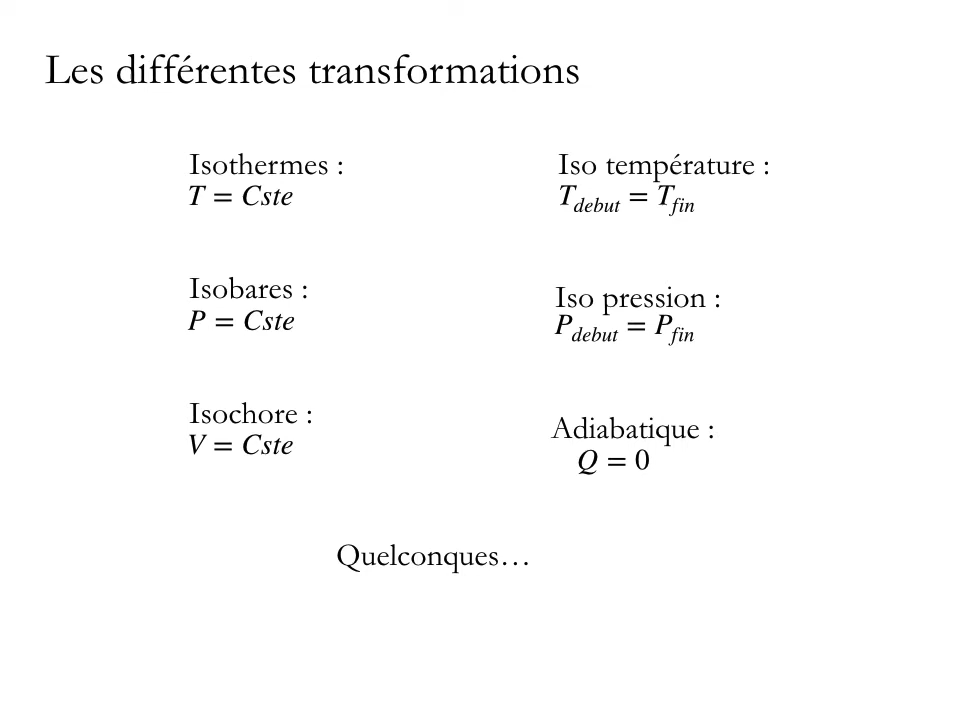 Les différentes transformations
Isothermes :
T = Cste
Isobares :
P = Cste
Isochore :
V = Cste
Iso température :
T_debut = T_fin
Iso pression :
P_debut = P_fin
Adiabatique :
Q = 0
Quelconques…